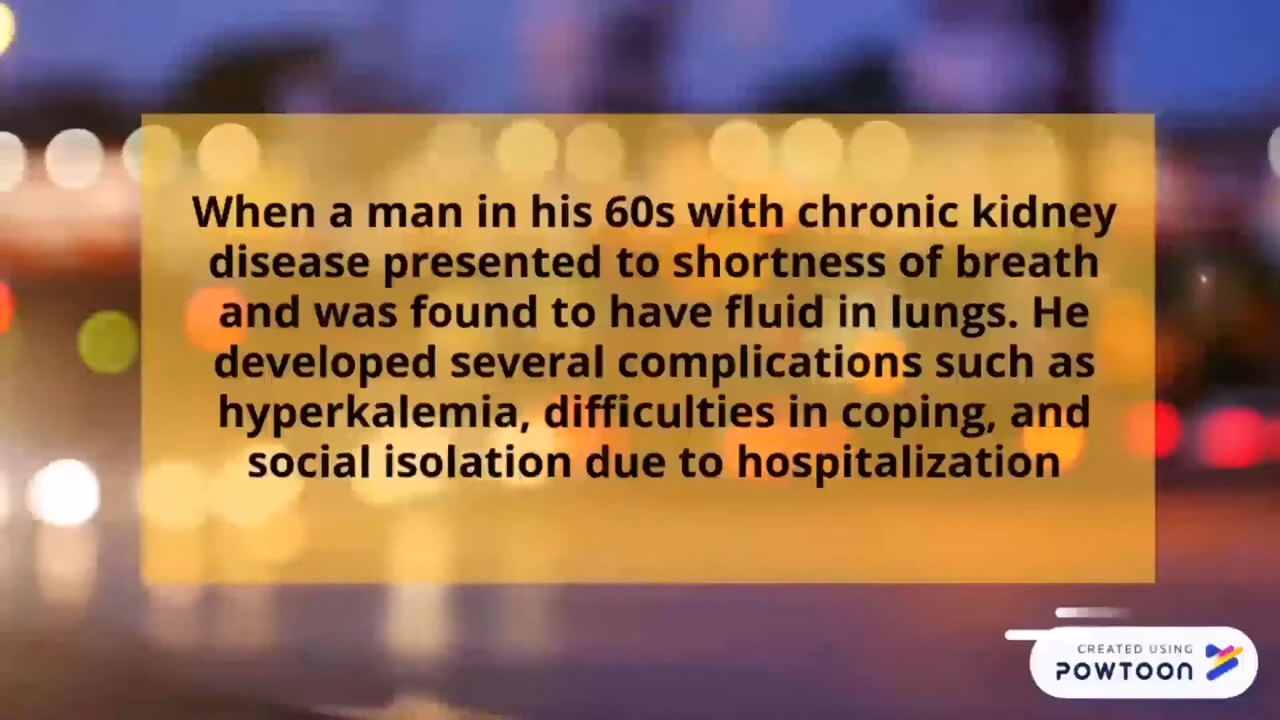 When a man in his 60s with chronic kidney
disease presented to shortness of breath
and was found to have fluid in lungs. He
developed several complications such as
hyperkalemia, difficulties in coping, and
social isolation due to hospitalization
CREATED USING
POWTOON